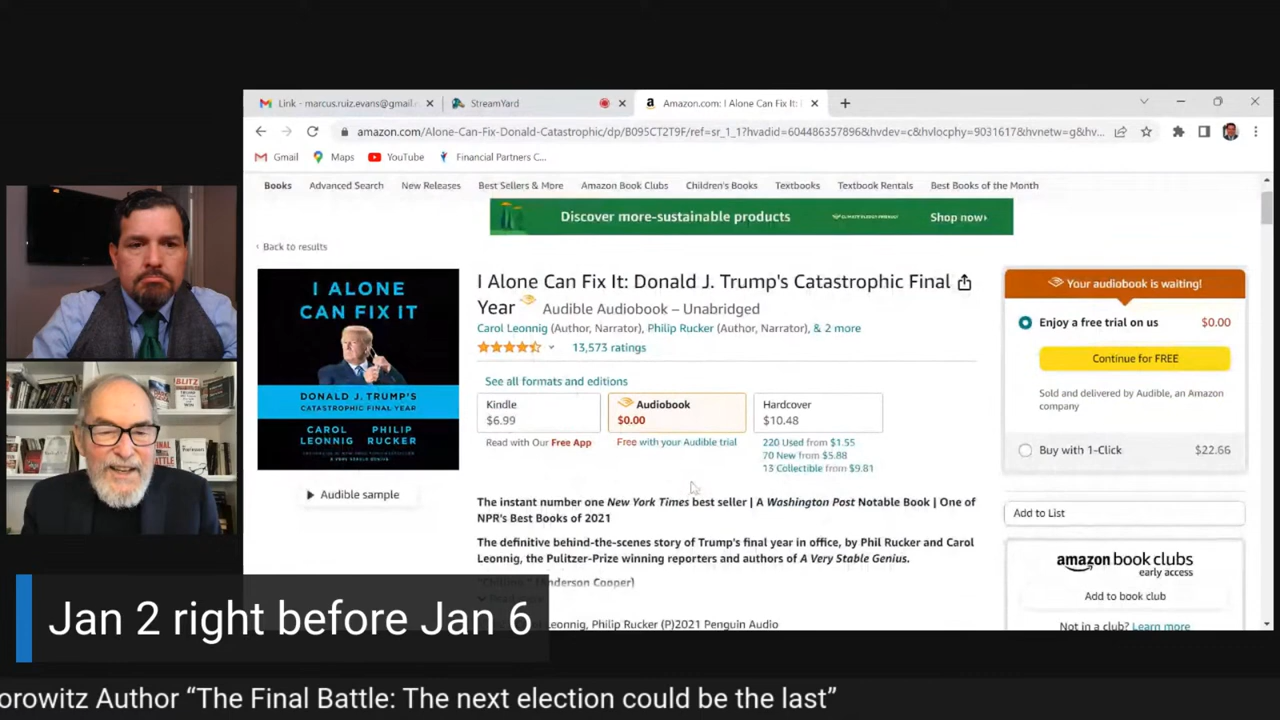 Link - marcus.ruiz.evans@gmail
StreamYard
Amazon.com: I Alone Can Fix It:
amazon.com/Alone-Can-Fix-Donald-Catastrophic/dp/B095CT2T9F/ref=sr_1_1?hvadid=604486357896&hvdev=c&hvlocphy=9031617&hvnetw=g&hv...
Gmail
Maps
YouTube
Financial Partners C...
Books
Advanced Search
New Releases
Best Sellers & More
Amazon Book Clubs
Children's Books
Textbooks
Textbook Rentals
Best Books of the Month
Discover more-sustainable products
Shop now›
‹ Back to results
I ALONE
CAN FIX IT
DONALD J. TRUMP'S
CATASTROPHIC FINAL YEAR
CAROL PHILIP
LEONNIG RUCKER
Audible sample
I Alone Can Fix It: Donald J. Trump's Catastrophic Final
Year Audible Audiobook – Unabridged
Carol Leonnig (Author, Narrator), Philip Rucker (Author, Narrator), & 2 more
13,573 ratings
See all formats and editions
Kindle
$6.99
Read with Our Free App
Audiobook
$0.00
Free with your Audible trial
Hardcover
$10.48
220 Used from $1.55
70 New from $5.88
13 Collectible from $9.81
The instant number one New York Times best seller | A Washington Post Notable Book | One of
NPR's Best Books of 2021
The definitive behind-the-scenes story of Trump's final year in office, by Phil Rucker and Carol
Leonnig, the Pulitzer-Prize winning reporters and authors of A Very Stable Genius.
(Anderson Cooper)
Leonnig, Philip Rucker (P)2021 Penguin Audio
Your audiobook is waiting!
Enjoy a free trial on us $0.00
Continue for FREE
Sold and delivered by Audible, an Amazon
company
Buy with 1-Click $22.66
Add to List
amazon book clubs
early access
Add to book club
Not in a club? Learn more
BLITZ
Jan 2 right before Jan 6
orowitz Author “The Final Battle: The next election could be the last”